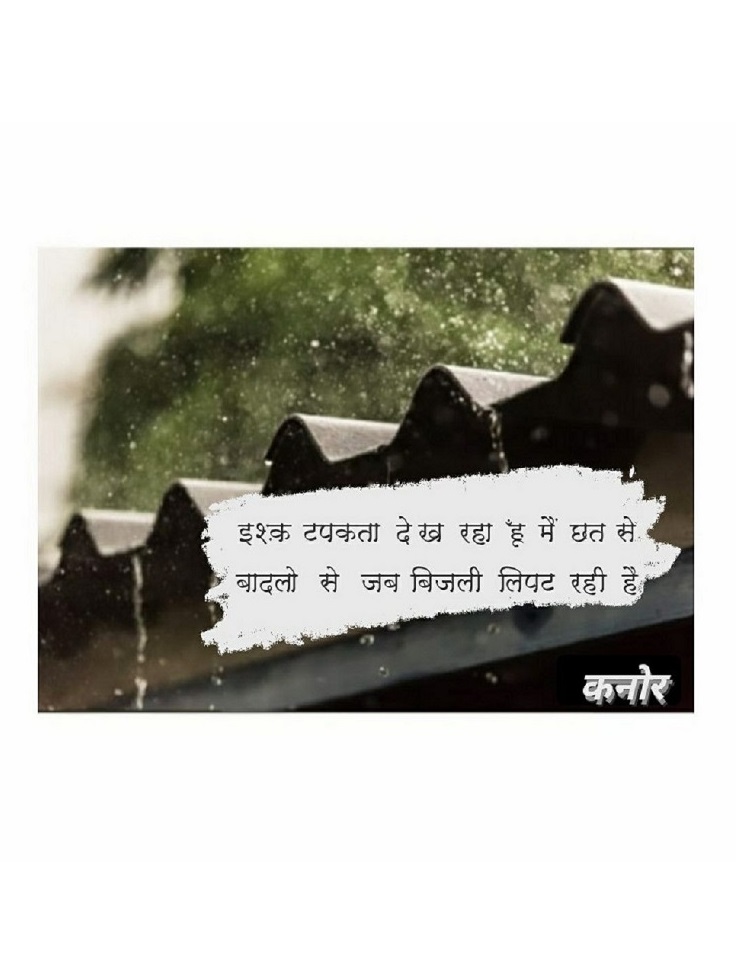 इश्क़ टपकता देख रहा हूँ मैं छत से
बादलो से जब बिजली लिपट रही है
कनोर